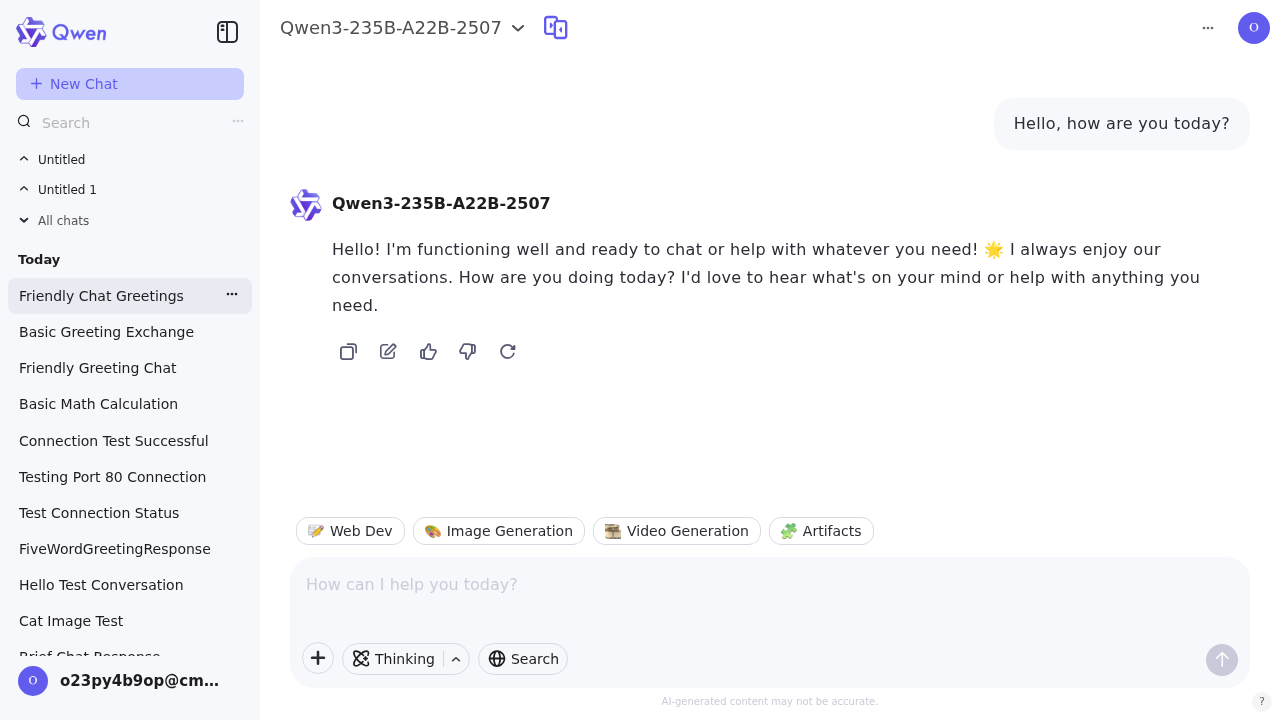 Qwen
New Chat
Search
Untitled
Untitled 1
All chats
Today
Friendly Chat Greetings
Basic Greeting Exchange
Friendly Greeting Chat
Basic Math Calculation
Connection Test Successful
Testing Port 80 Connection
Test Connection Status
FiveWordGreetingResponse
Hello Test Conversation
Cat Image Test
Brief Chat Response
O
o23py4b9op@cm...
Qwen3-235B-A22B-2507
O
Hello, how are you today?
Qwen3-235B-A22B-2507
Hello! I'm functioning well and ready to chat or help with whatever you need! 🌟 I always enjoy our
conversations. How are you doing today? I'd love to hear what's on your mind or help with anything you
need.
Web Dev
Image Generation
Video Generation
Artifacts
How can I help you today?
Thinking
Search
AI-generated content may not be accurate.
?